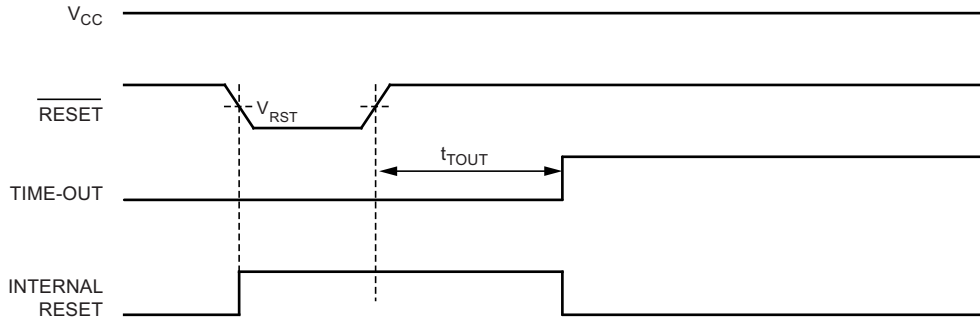 VCC
RESET
VRST
tTOUT
TIME-OUT
INTERNAL
RESET